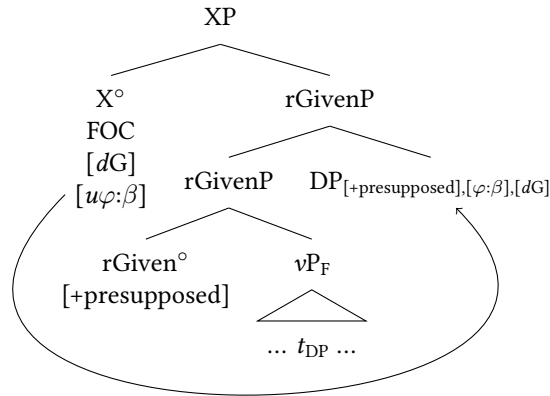 XP
X° rGivenP
FOC
[dG] rGivenP DP[+presupposed],[φ:β],[dG]
[uφ:β]
rGiven° vPF
[+presupposed]
... tDP ...